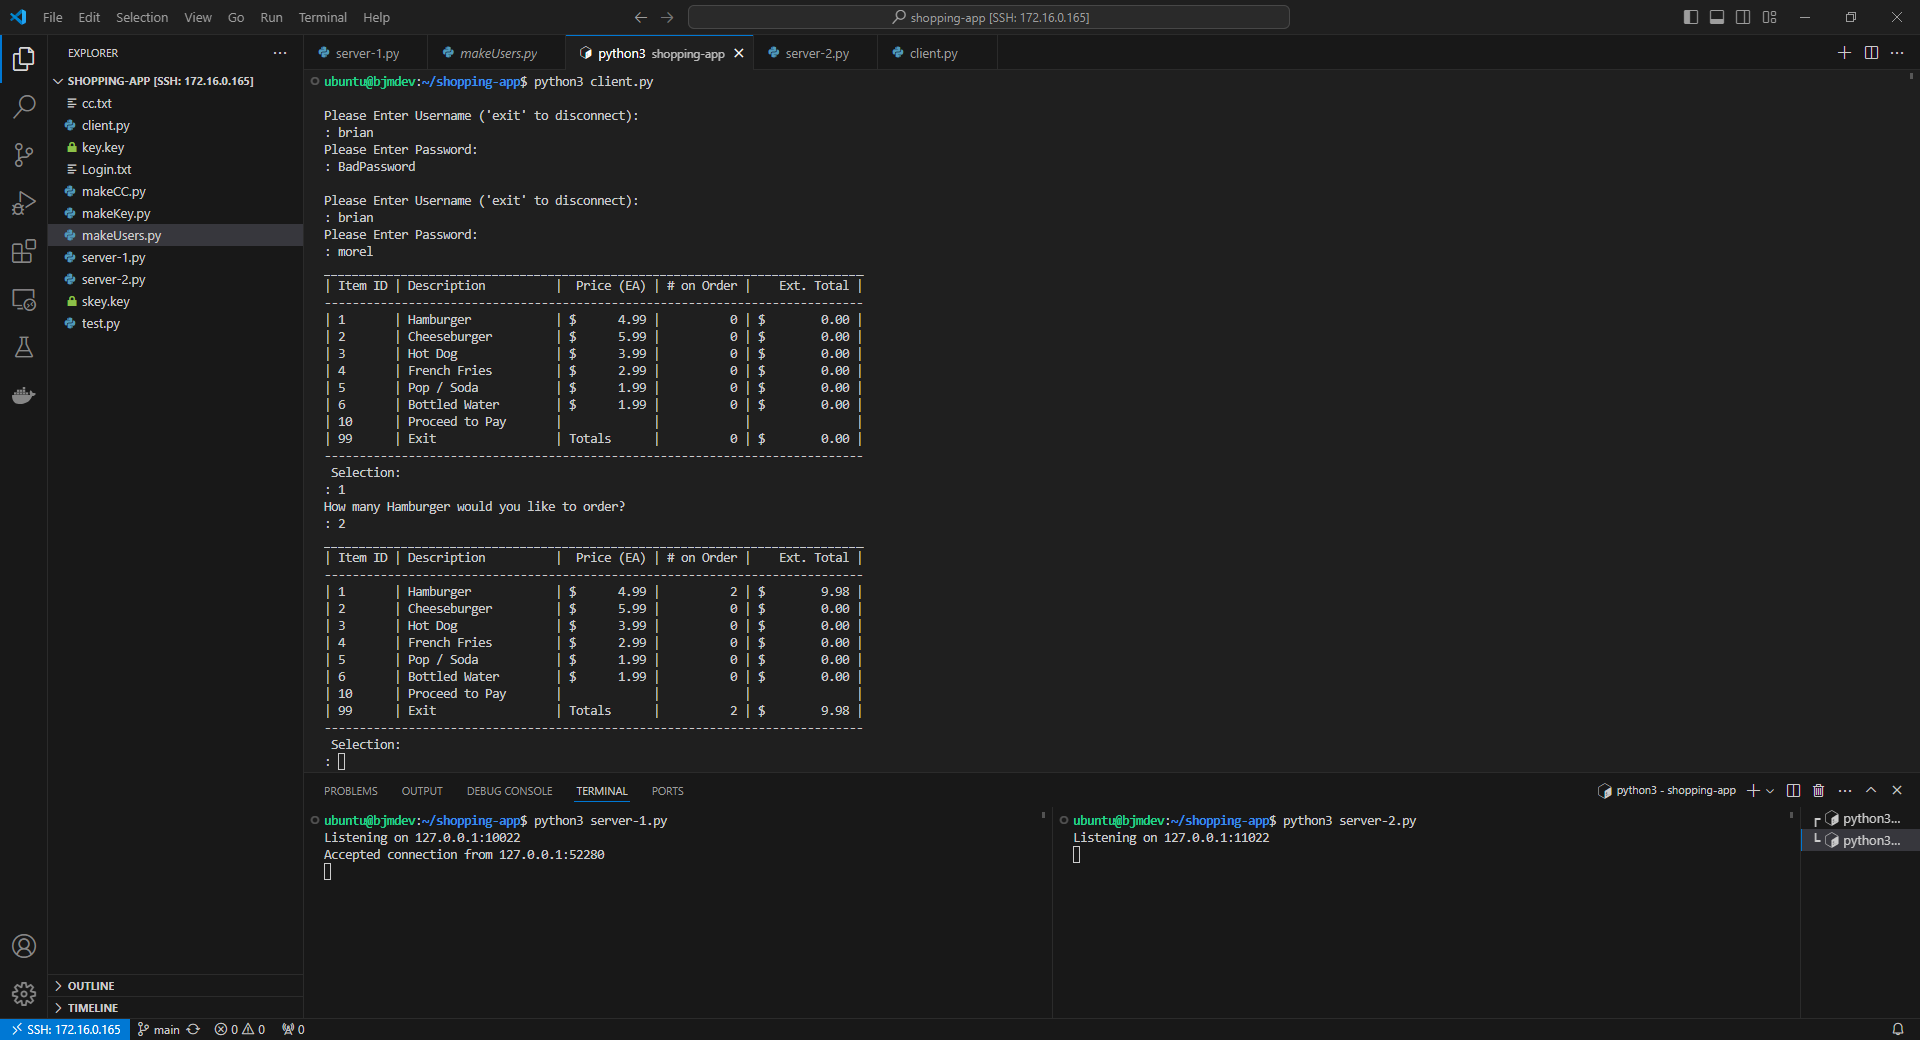 File Edit Selection View Go Run Terminal Help
shopping-app [SSH: 172.16.0.165]
EXPLORER
SHOPPING-APP [SSH: 172.16.0.165]
cc.txt
client.py
key.key
Login.txt
makeCC.py
makeKey.py
makeUsers.py
server-1.py
server-2.py
skey.key
test.py
OUTLINE
TIMELINE
server-1.py makeUsers.py python3 shopping-app server-2.py client.py
ubuntu@bjmdev:~/shopping-app$ python3 client.py
Please Enter Username ('exit' to disconnect):
: brian
Please Enter Password:
: BadPassword
Please Enter Username ('exit' to disconnect):
: brian
Please Enter Password:
: morel
_____________________________________________________________________________
| Item ID | Description | Price (EA) | # on Order | Ext. Total |
-----------------------------------------------------------------------------
| 1 | Hamburger | $ 4.99 | 0 | $ 0.00 |
| 2 | Cheeseburger | $ 5.99 | 0 | $ 0.00 |
| 3 | Hot Dog | $ 3.99 | 0 | $ 0.00 |
| 4 | French Fries | $ 2.99 | 0 | $ 0.00 |
| 5 | Pop / Soda | $ 1.99 | 0 | $ 0.00 |
| 6 | Bottled Water | $ 1.99 | 0 | $ 0.00 |
| 10 | Proceed to Pay | | | |
| 99 | Exit | Totals | 0 | $ 0.00 |
-----------------------------------------------------------------------------
Selection:
: 1
How many Hamburger would you like to order?
: 2
_____________________________________________________________________________
| Item ID | Description | Price (EA) | # on Order | Ext. Total |
-----------------------------------------------------------------------------
| 1 | Hamburger | $ 4.99 | 2 | $ 9.98 |
| 2 | Cheeseburger | $ 5.99 | 0 | $ 0.00 |
| 3 | Hot Dog | $ 3.99 | 0 | $ 0.00 |
| 4 | French Fries | $ 2.99 | 0 | $ 0.00 |
| 5 | Pop / Soda | $ 1.99 | 0 | $ 0.00 |
| 6 | Bottled Water | $ 1.99 | 0 | $ 0.00 |
| 10 | Proceed to Pay | | | |
| 99 | Exit | Totals | 2 | $ 9.98 |
-----------------------------------------------------------------------------
Selection:
:
PROBLEMS OUTPUT DEBUG CONSOLE TERMINAL PORTS
python3 - shopping-app
ubuntu@bjmdev:~/shopping-app$ python3 server-1.py
Listening on 127.0.0.1:10022
Accepted connection from 127.0.0.1:52280
ubuntu@bjmdev:~/shopping-app$ python3 server-2.py
Listening on 127.0.0.1:11022
python3...
python3...
SSH: 172.16.0.165 main 0 0 0